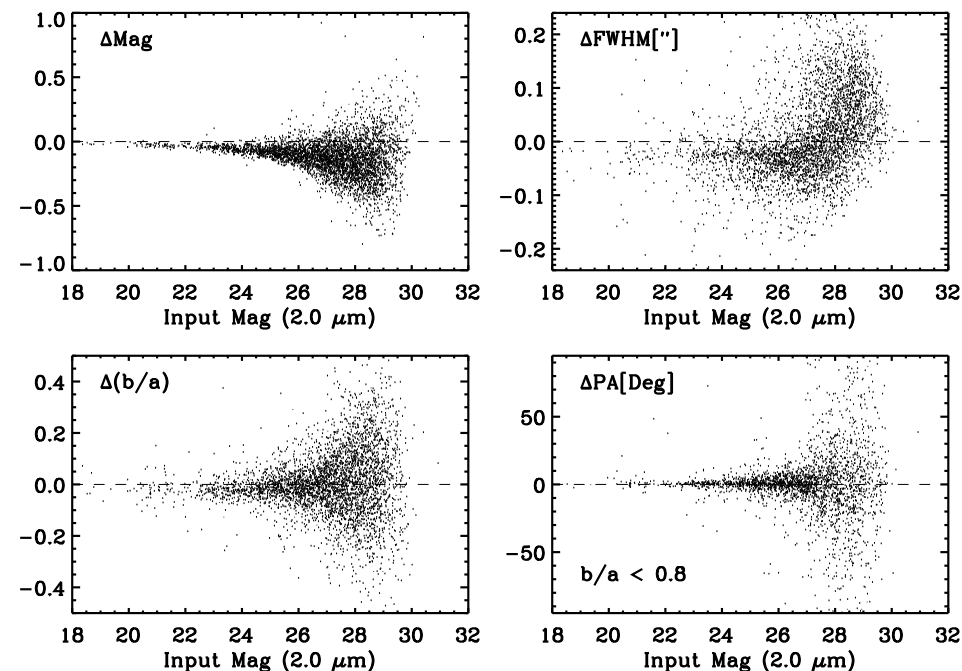 ΔMag
1.0
0.5
0.0
−0.5
−1.0
18 20 22 24 26 28 30 32
Input Mag (2.0 μm)
ΔFWHM["]
0.2
0.1
0.0
−0.1
−0.2
18 20 22 24 26 28 30 32
Input Mag (2.0 μm)
Δ(b/a)
0.4
0.2
0.0
−0.2
−0.4
18 20 22 24 26 28 30 32
Input Mag (2.0 μm)
ΔPA[Deg]
50
0
−50
b/a < 0.8
18 20 22 24 26 28 30 32
Input Mag (2.0 μm)